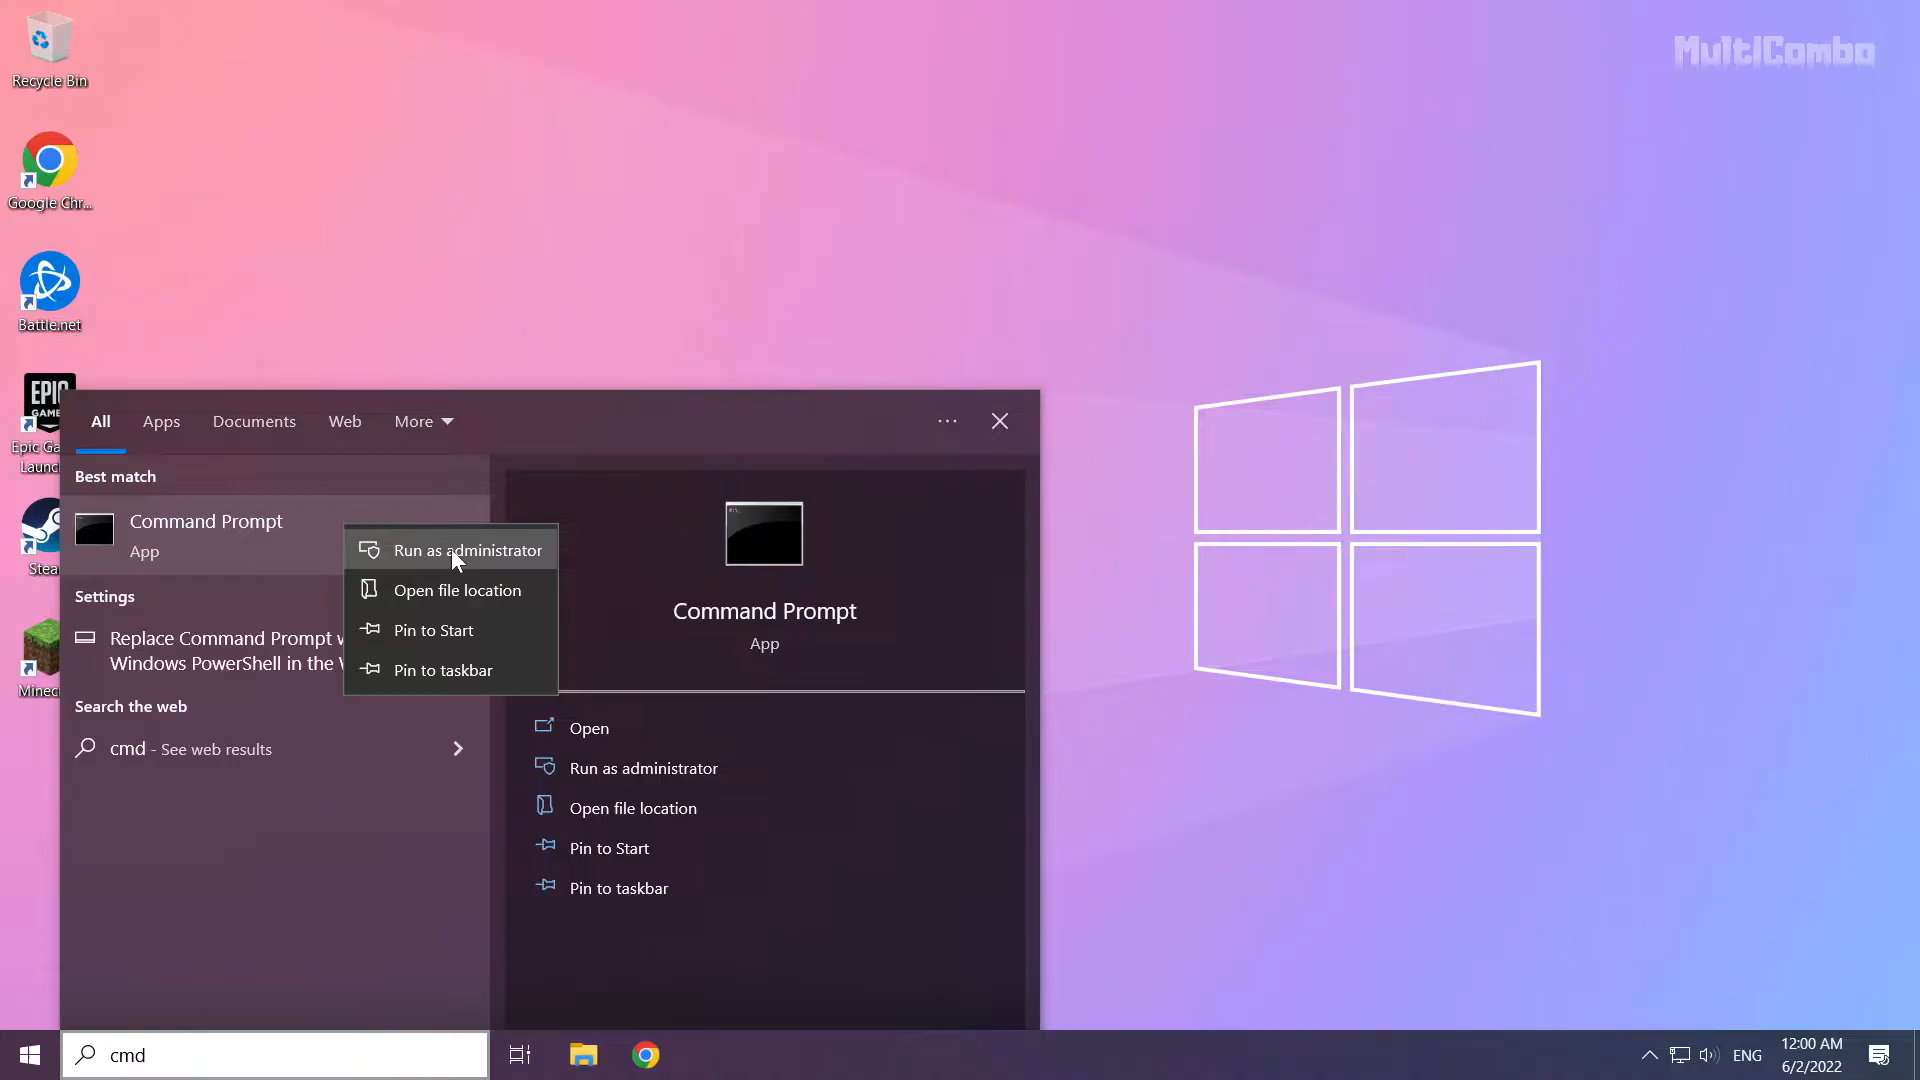 MultiCombo
Recycle Bin
Google Chr...
Battle.net
EPIC
GAM
Epic Ga
Launc
Stea
Minec
All
Apps
Documents
Web
More
Best match
Command Prompt
App
Settings
Replace Command Prompt
Windows PowerShell in the
Search the web
cmd - See web results
Run as administrator
Open file location
Pin to Start
Pin to taskbar
Command Prompt
App
Open
Run as administrator
Open file location
Pin to Start
Pin to taskbar
cmd
ENG
12:00 AM
6/2/2022